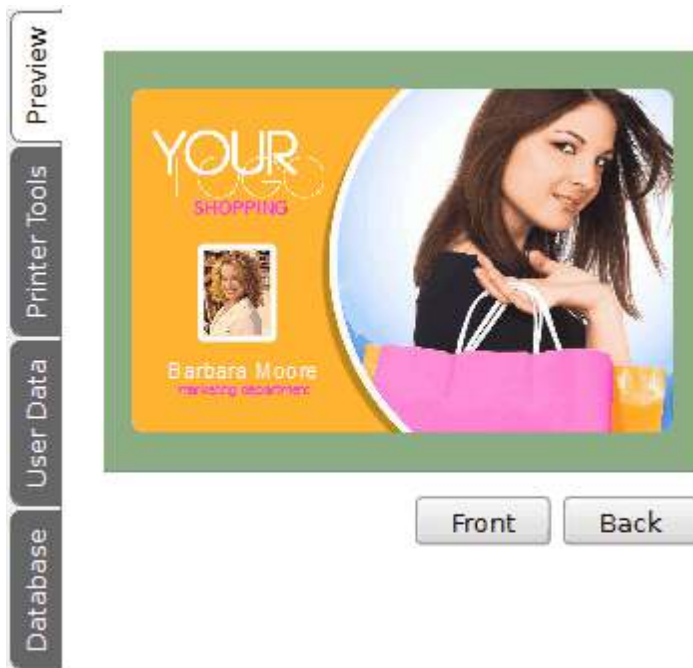 Preview
Printer Tools
User Data
Database
YOUR
LOGO
SHOPPING
Barbara Moore
marketing department
Front
Back